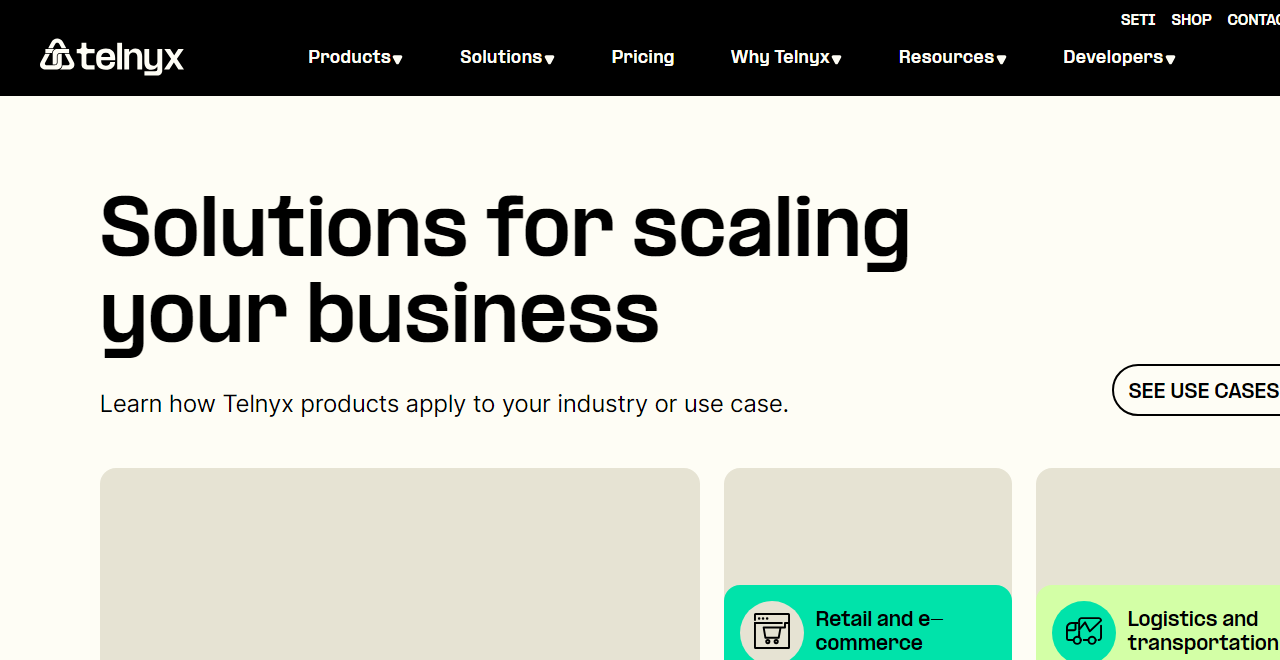 SETI SHOP
telnyx Products Solutions Pricing Why Telnyx Resources Developers
Solutions for scaling
your business
Learn how Telnyx products apply to your industry or use case.
SEE USE CASES
Retail and e-
commerce
Logistics and
transportation